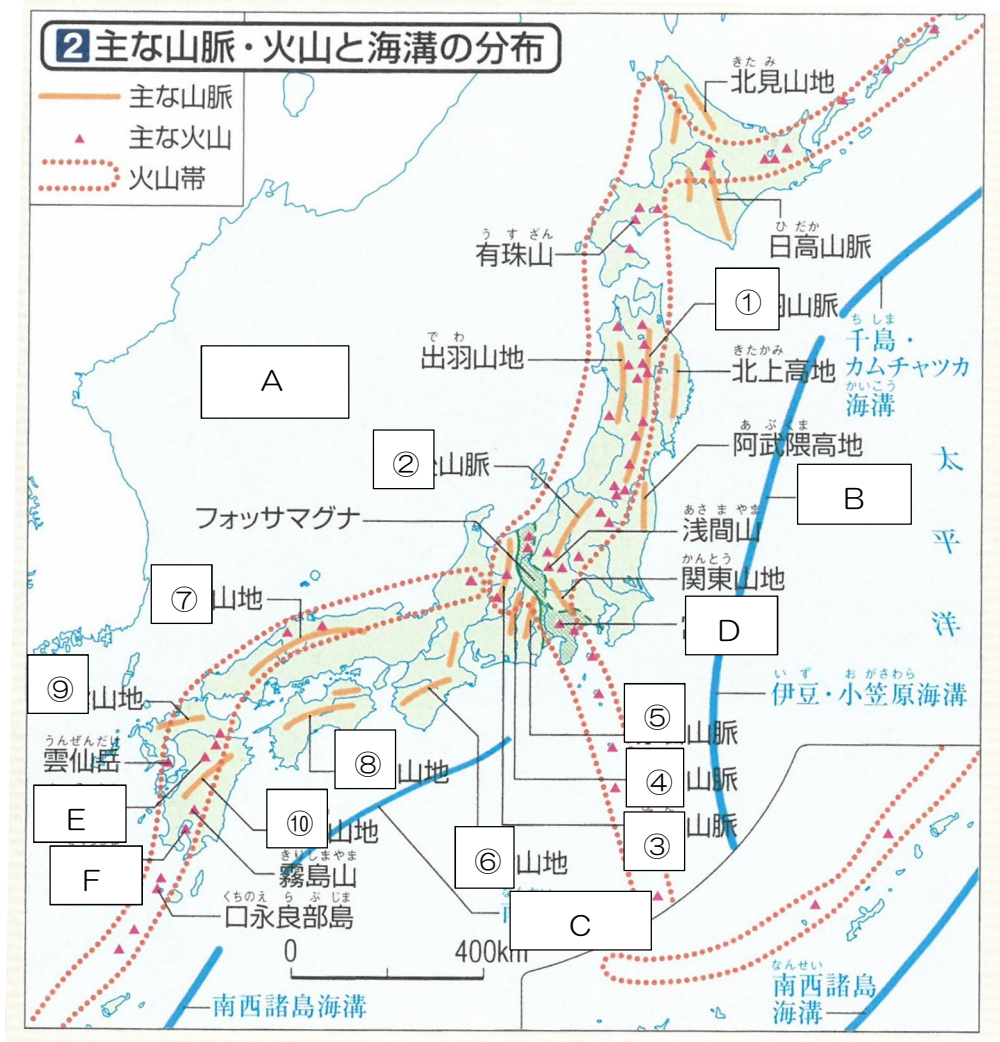 2 主な山脈・火山と海溝の分布
主な山脈
主な火山
火山帯
きたみ
北見山地
ひだか
日高山脈
うすざん
有珠山
①
山脈
でわ
出羽山地
きたかみ
北上高地
ちしま
千島・
カムチャツカ
かいこう
海溝
A
②
山脈
あぶくま
阿武隈高地
太平洋
B
フォッサマグナ
あさまやま
浅間山
かんとう
関東山地
⑦
山地
D
⑨
山地
いず おがさわら
伊豆・小笠原海溝
うんぜんだけ
雲仙岳
⑤
山脈
⑧
山地
④
山脈
E
⑩
山地
③
山脈
F
きりしまやま
霧島山
⑥
山地
くちのえらぶじま
口永良部島
C
0 400km
南西諸島海溝
なんせい
南西諸島
海溝